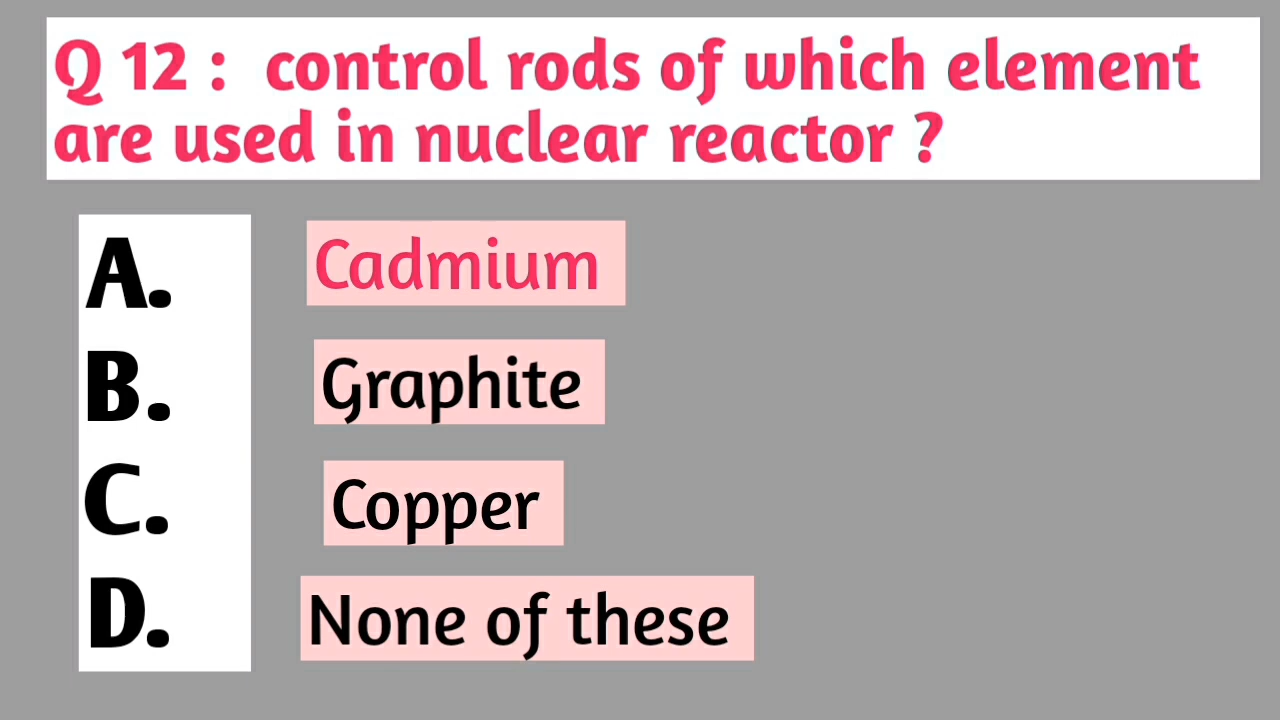 Q 12 : control rods of which element
are used in nuclear reactor ?
A. Cadmium
B. Graphite
C. Copper
D. None of these